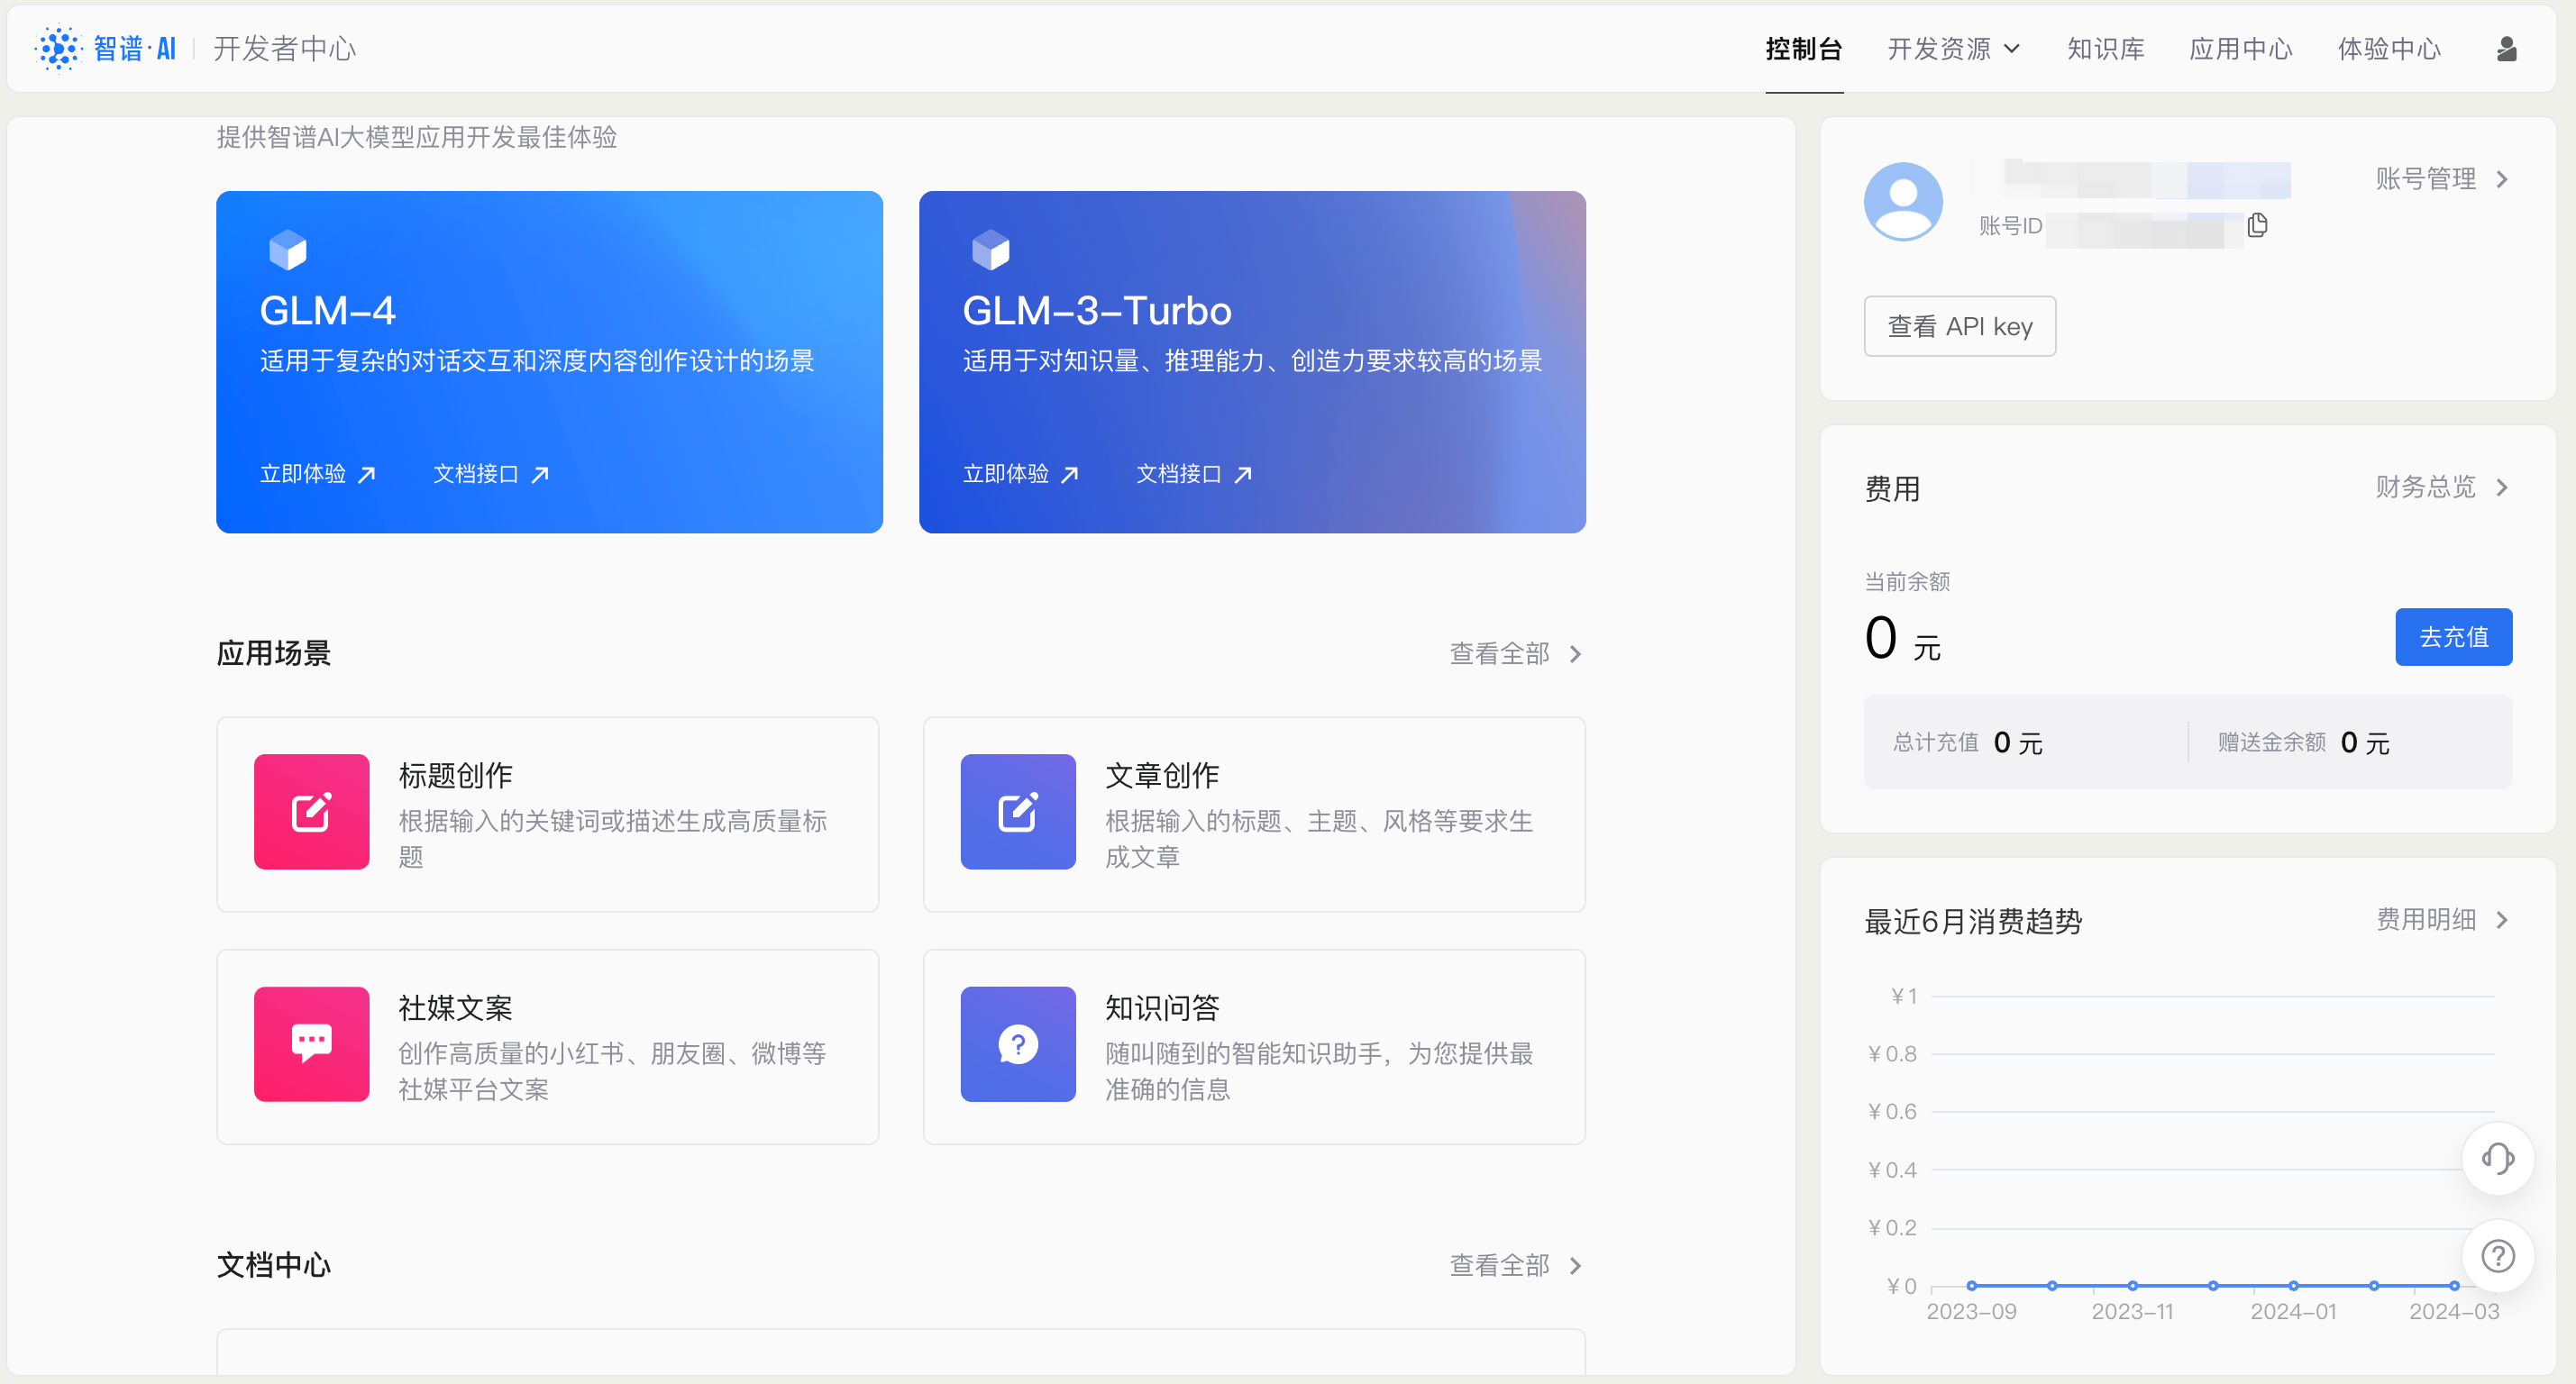 智谱·AI
开发者中心
控制台
开发资源
知识库
应用中心
体验中心
提供智谱AI大模型应用开发最佳体验
GLM-4
适用于复杂的对话交互和深度内容创作设计的场景
立即体验
文档接口
GLM-3-Turbo
适用于对知识量、推理能力、创造力要求较高的场景
立即体验
文档接口
应用场景
查看全部
标题创作
根据输入的关键词或描述生成高质量标
题
文章创作
根据输入的标题、主题、风格等要求生
成文章
社媒文案
创作高质量的小红书、朋友圈、微博等
社媒平台文案
知识问答
随叫随到的智能知识助手，为您提供最
准确的信息
文档中心
查看全部
账号管理
账号ID
查看 API key
费用
财务总览
当前余额
0 元
去充值
总计充值 0 元
赠送金余额 0 元
最近6月消费趋势
费用明细
¥ 1
¥ 0.8
¥ 0.6
¥ 0.4
¥ 0.2
¥ 0
2023-09
2023-11
2024-01
2024-03